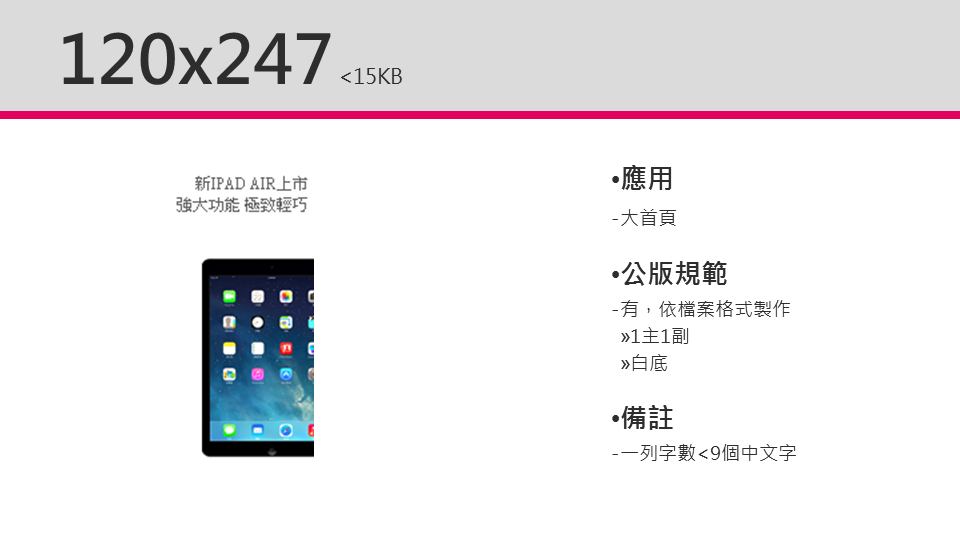 120x247 <15KB
新IPAD AIR上市
強大功能 極致輕巧
•應用
-大首頁
•公版規範
-有，依檔案格式製作
»1主1副
»白底
•備註
-一列字數<9個中文字